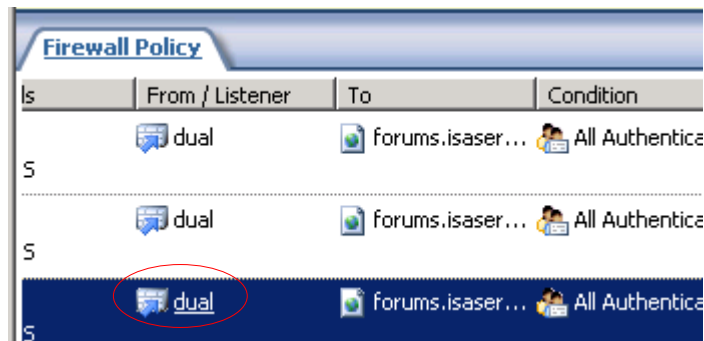 Firewall Policy
ls From / Listener To Condition
dual forums.isaser... All Authentica
S
dual forums.isaser... All Authentica
S
dual forums.isaser... All Authentica
S